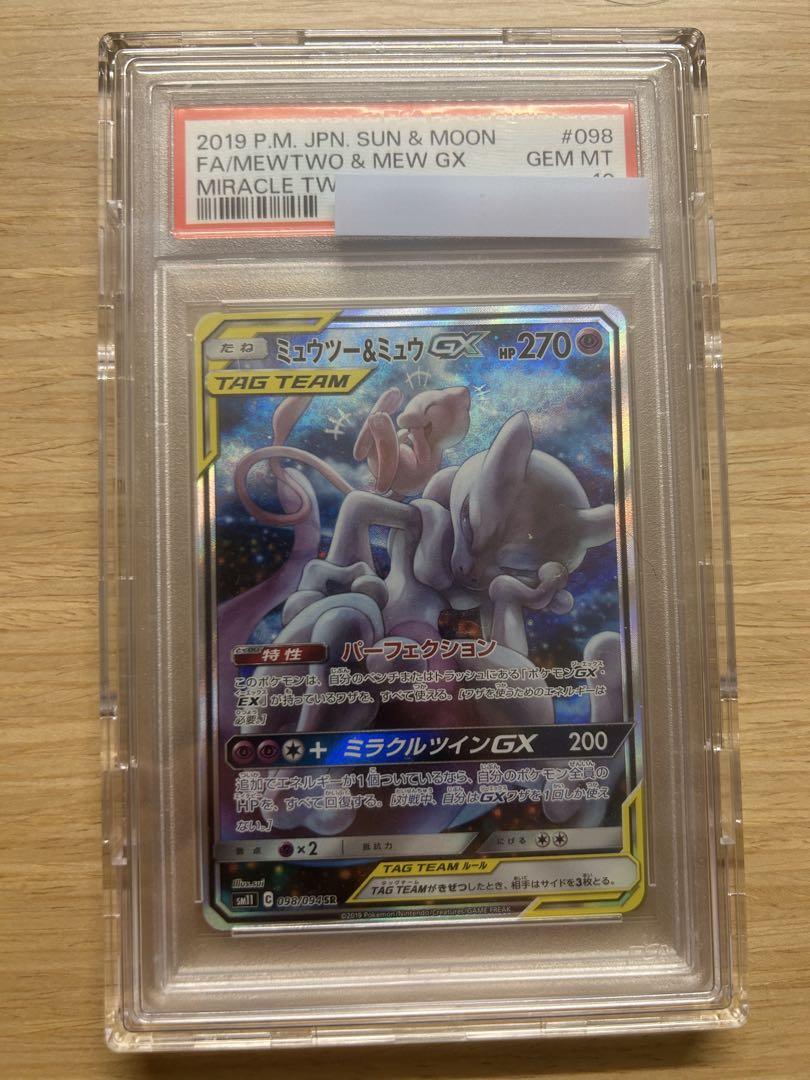 2019 P.M. JPN. SUN & MOON #098
FA/MEWTWO & MEW GX GEM MT
MIRACLE TW
たね ミュウツー&ミュウGX HP270
TAG TEAM
特性 パーフェクション
このポケモンは、自分のベンチまたはトラッシュにある「ポケモンGX・
EX」が持っているワザを、すべて使える。[ワザを使うためのエネルギーは
必要。]
+ ミラクルツインGX 200
追加でエネルギーが1個ついているなら、自分のポケモン全員の
HPを、すべて回復する。[対戦中、自分はGXワザを1回しか使え
ない。]
弱点 ×2 抵抗力 にげる
TAG TEAM ルール
TAG TEAMがきぜつしたとき、相手はサイドを3枚とる。
illus.sui
SM11 C 098/094 SR
©2019 Pokémon/Nintendo/Creatures/GAME FREAK